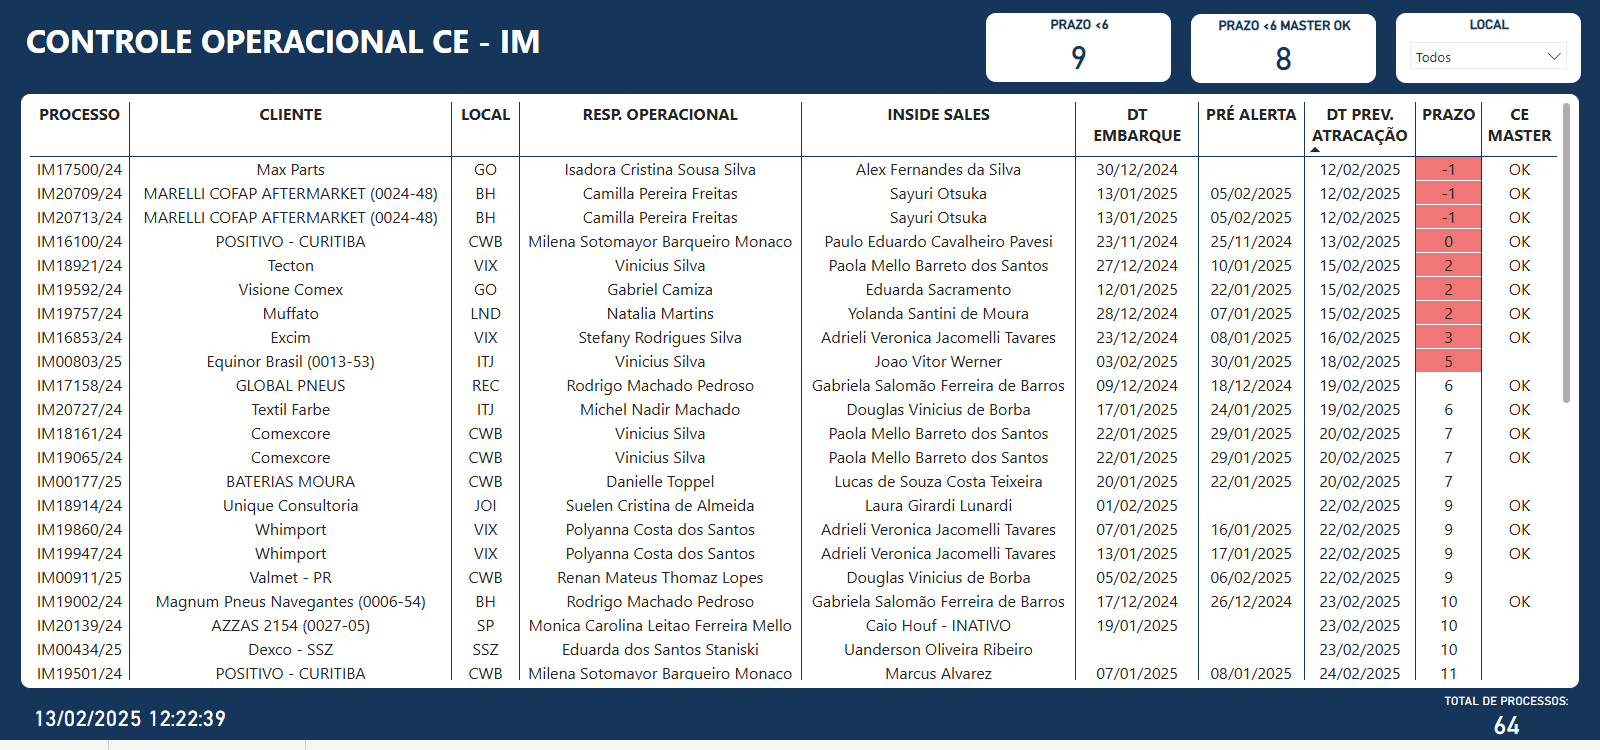 CONTROLE OPERACIONAL CE - IM
PRAZO <6
9
PRAZO <6 MASTER OK
8
LOCAL
Todos
PROCESSO CLIENTE LOCAL RESP. OPERACIONAL INSIDE SALES DT EMBARQUE PRÉ ALERTA DT PREV. ATRACAÇÃO PRAZO CE MASTER
IM17500/24 Max Parts GO Isadora Cristina Sousa Silva Alex Fernandes da Silva 30/12/2024 12/02/2025 -1 OK
IM20709/24 MARELLI COFAP AFTERMARKET (0024-48) BH Camilla Pereira Freitas Sayuri Otsuka 13/01/2025 05/02/2025 12/02/2025 -1 OK
IM20713/24 MARELLI COFAP AFTERMARKET (0024-48) BH Camilla Pereira Freitas Sayuri Otsuka 13/01/2025 05/02/2025 12/02/2025 -1 OK
IM16100/24 POSITIVO - CURITIBA CWB Milena Sotomayor Barqueiro Monaco Paulo Eduardo Cavalheiro Pavesi 23/11/2024 25/11/2024 13/02/2025 0 OK
IM18921/24 Tecton VIX Vinicius Silva Paola Mello Barreto dos Santos 27/12/2024 10/01/2025 15/02/2025 2 OK
IM19592/24 Visione Comex GO Gabriel Camiza Eduarda Sacramento 12/01/2025 22/01/2025 15/02/2025 2 OK
IM19757/24 Muffato LND Natalia Martins Yolanda Santini de Moura 28/12/2024 07/01/2025 15/02/2025 2 OK
IM16853/24 Excim VIX Stefany Rodrigues Silva Adrieli Veronica Jacomelli Tavares 23/12/2024 08/01/2025 16/02/2025 3 OK
IM00803/25 Equinor Brasil (0013-53) ITJ Vinicius Silva Joao Vitor Werner 03/02/2025 30/01/2025 18/02/2025 5
IM17158/24 GLOBAL PNEUS REC Rodrigo Machado Pedroso Gabriela Salomão Ferreira de Barros 09/12/2024 18/12/2024 19/02/2025 6 OK
IM20727/24 Textil Farbe ITJ Michel Nadir Machado Douglas Vinicius de Borba 17/01/2025 24/01/2025 19/02/2025 6 OK
IM18161/24 Comexcore CWB Vinicius Silva Paola Mello Barreto dos Santos 22/01/2025 29/01/2025 20/02/2025 7 OK
IM19065/24 Comexcore CWB Vinicius Silva Paola Mello Barreto dos Santos 22/01/2025 29/01/2025 20/02/2025 7 OK
IM00177/25 BATERIAS MOURA CWB Danielle Toppel Lucas de Souza Costa Teixeira 20/01/2025 22/01/2025 20/02/2025 7
IM18914/24 Unique Consultoria JOI Suelen Cristina de Almeida Laura Girardi Lunardi 01/02/2025 22/02/2025 9 OK
IM19860/24 Whimport VIX Polyanna Costa dos Santos Adrieli Veronica Jacomelli Tavares 07/01/2025 16/01/2025 22/02/2025 9 OK
IM19947/24 Whimport VIX Polyanna Costa dos Santos Adrieli Veronica Jacomelli Tavares 13/01/2025 17/01/2025 22/02/2025 9 OK
IM00911/25 Valmet - PR CWB Renan Mateus Thomaz Lopes Douglas Vinicius de Borba 05/02/2025 06/02/2025 22/02/2025 9
IM19002/24 Magnum Pneus Navegantes (0006-54) BH Rodrigo Machado Pedroso Gabriela Salomão Ferreira de Barros 17/12/2024 26/12/2024 23/02/2025 10 OK
IM20139/24 AZZAS 2154 (0027-05) SP Monica Carolina Leitao Ferreira Mello Caio Houf - INATIVO 19/01/2025 23/02/2025 10
IM00434/25 Dexco - SSZ SSZ Eduarda dos Santos Staniski Uanderson Oliveira Ribeiro 23/02/2025 10
IM19501/24 POSITIVO - CURITIBA CWB Milena Sotomayor Barqueiro Monaco Marcus Alvarez 07/01/2025 08/01/2025 24/02/2025 11
13/02/2025 12:22:39
TOTAL DE PROCESSOS:
64